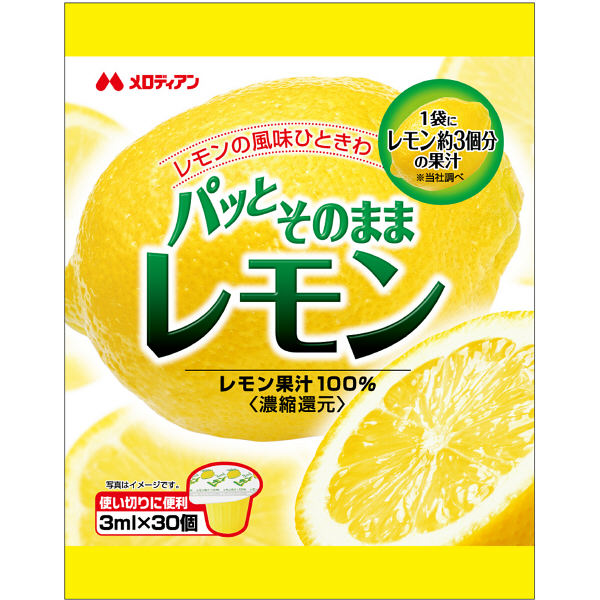 メロディアン
1袋に
レモン約3個分
の果汁
※当社調べ
レモンの風味ひときわ
パッとそのまま
レモン
レモン果汁100%
〈濃縮還元〉
写真はイメージです。
使い切りに便利
3ml×30個